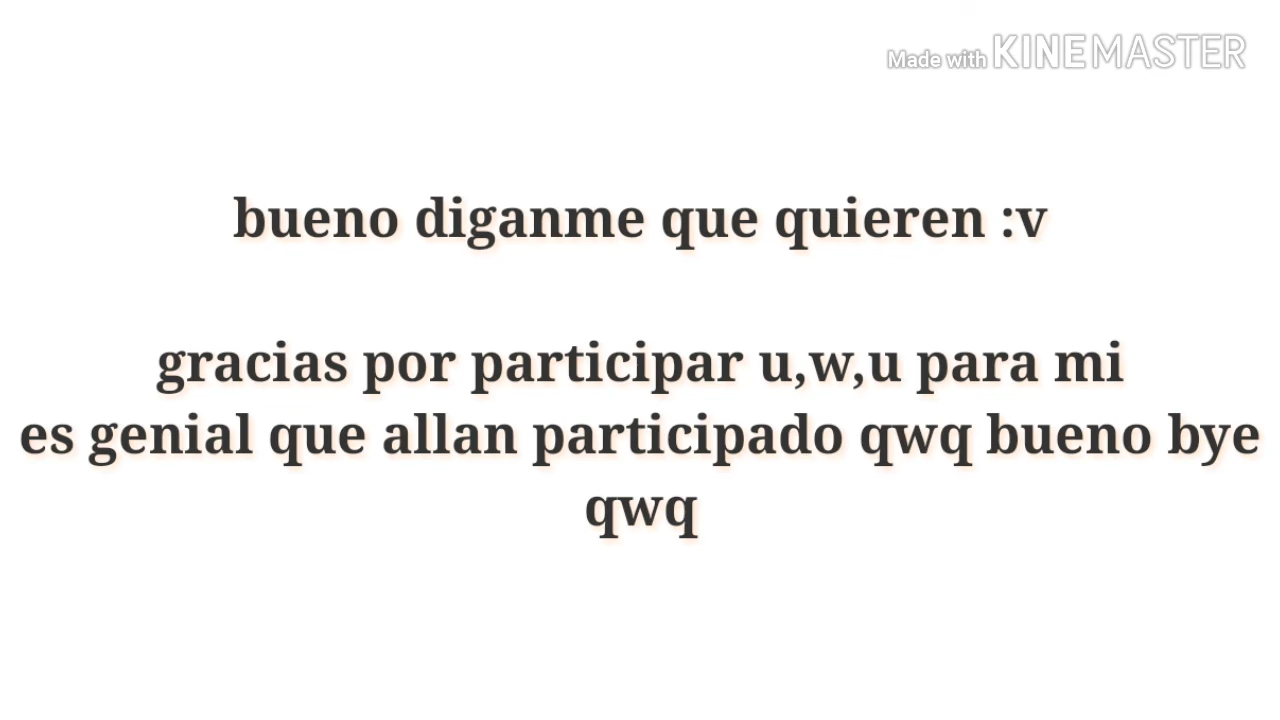 Made with KINEMASTER
bueno diganme que quieren :v
gracias por participar u,w,u para mi
es genial que allan participado qwq bueno bye
qwq